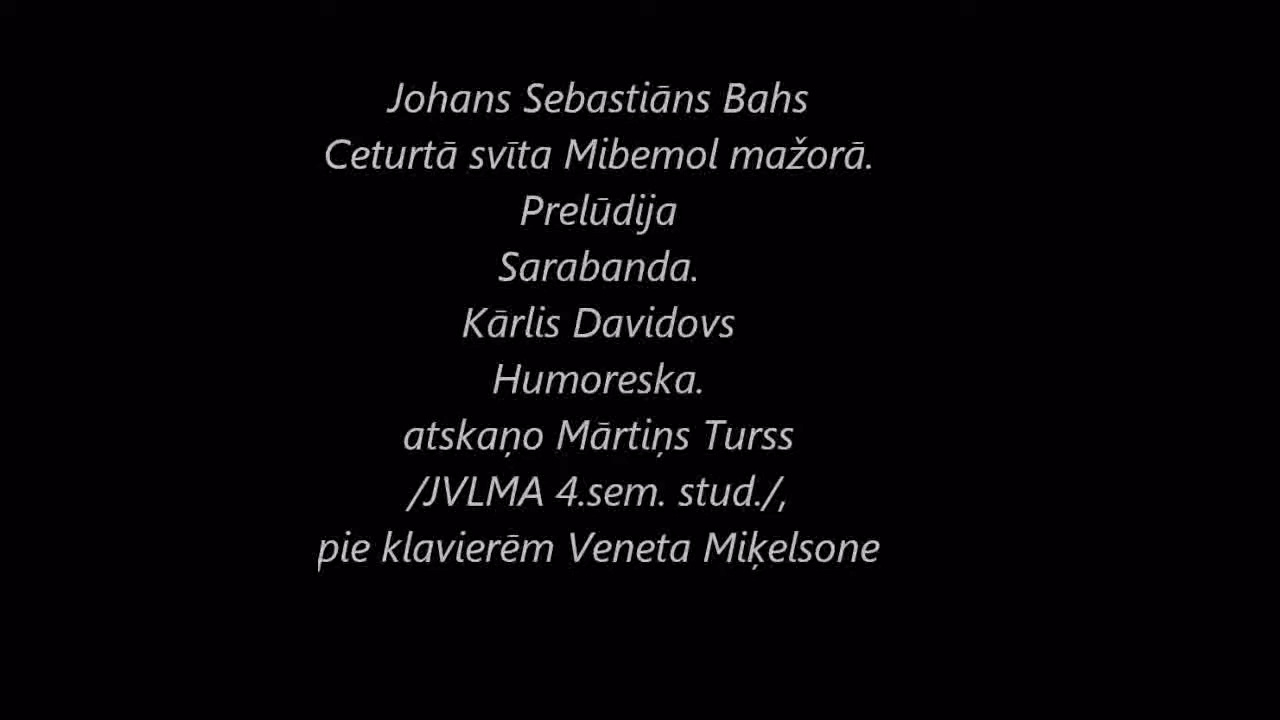 Johans Sebastiāns Bahs
Ceturtā svīta Mibemol mažorā.
Prelūdija
Sarabanda.
Kārlis Davidovs
Humoreska.
atskaņo Mārtiņs Turss
/JVLMA 4.sem. stud./,
pie klavierēm Veneta Miķelsone